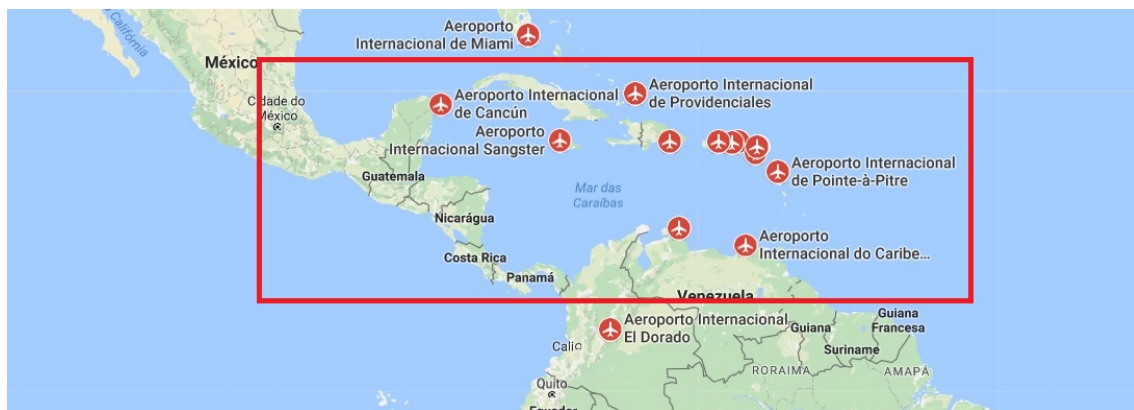 Califórnia
Aeroporto
Internacional de Miami
México
Cidade do
México
Aeroporto Internacional
de Cancún
Aeroporto Internacional
de Providenciales
Aeroporto
Internacional Sangster
Aeroporto Internacional
de Pointe-à-Pitre
Guatemala
Mar das
Caraíbas
Nicarágua
Aeroporto
Internacional do Caribe...
Costa Rica
Panamá
Venezuela
Aeroporto Internacional
El Dorado
Guiana
Guiana
Francesa
Suriname
Cali
RORAIMA
AMAPÁ
Quito
Equador